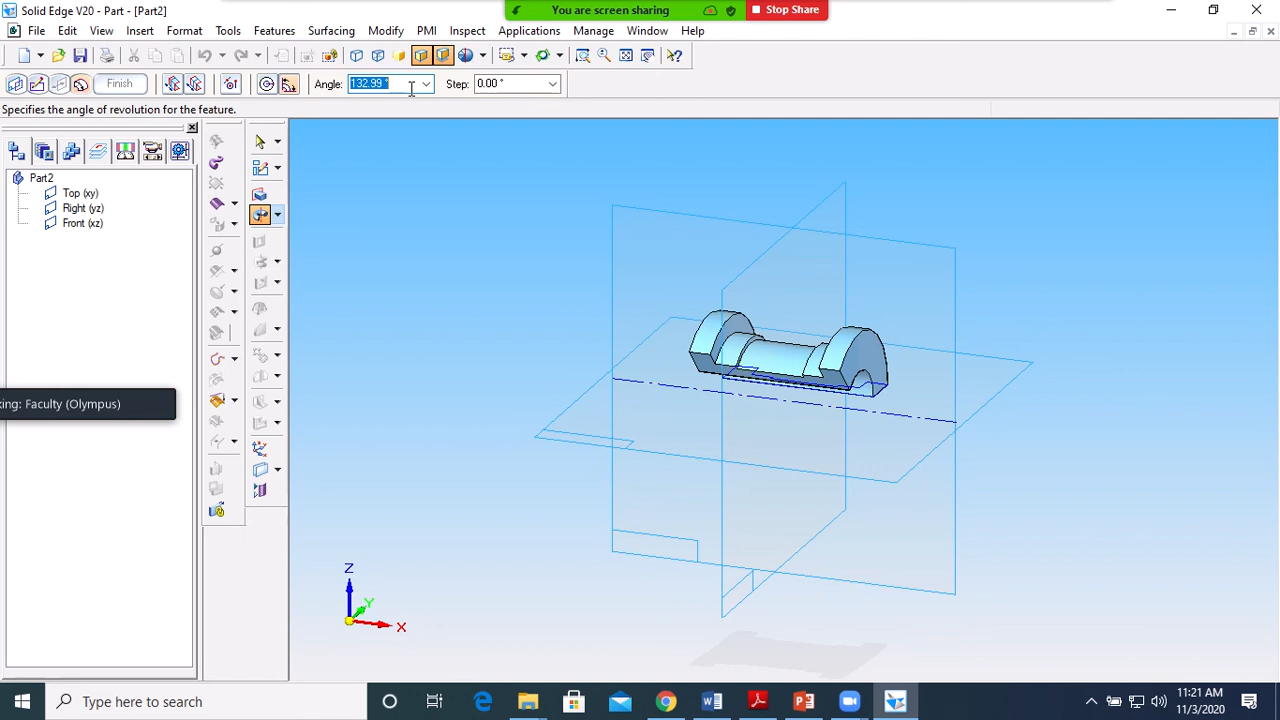 Solid Edge V20 - Part - [Part2]
You are screen sharing
Stop Share
File Edit View Insert Format Tools Features Surfacing Modify PMI Inspect Applications Manage Window Help
Finish
Angle: 132.99 °
Step: 0.00 °
Specifies the angle of revolution for the feature.
Part2
Top (xy)
Right (yz)
Front (xz)
king: Faculty (Olympus)
Z
Y
X
Type here to search
11:21 AM
11/3/2020